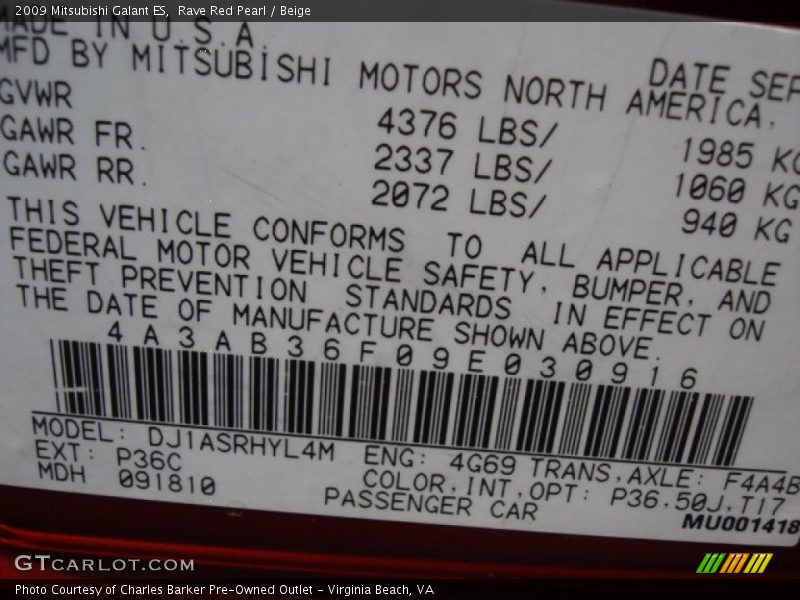 2009 Mitsubishi Galant ES, Rave Red Pearl / Beige
MADE IN U.S.A.
DATE SEP
MFD BY MITSUBISHI MOTORS NORTH AMERICA.
GVWR 4376 LBS/ 1985 KG
GAWR FR. 2337 LBS/ 1060 KG
GAWR RR. 2072 LBS/ 940 KG
THIS VEHICLE CONFORMS TO ALL APPLICABLE
FEDERAL MOTOR VEHICLE SAFETY, BUMPER, AND
THEFT PREVENTION STANDARDS IN EFFECT ON
THE DATE OF MANUFACTURE SHOWN ABOVE.
4A3AB36F09E030916
MODEL: DJ1ASRHYL4M ENG: 4G69 TRANS,AXLE: F4A4B
EXT: P36C COLOR,INT,OPT: P36.50J,T17
MDH 091810 PASSENGER CAR
MU001418
GTCARLOT.COM
Photo Courtesy of Charles Barker Pre-Owned Outlet - Virginia Beach, VA